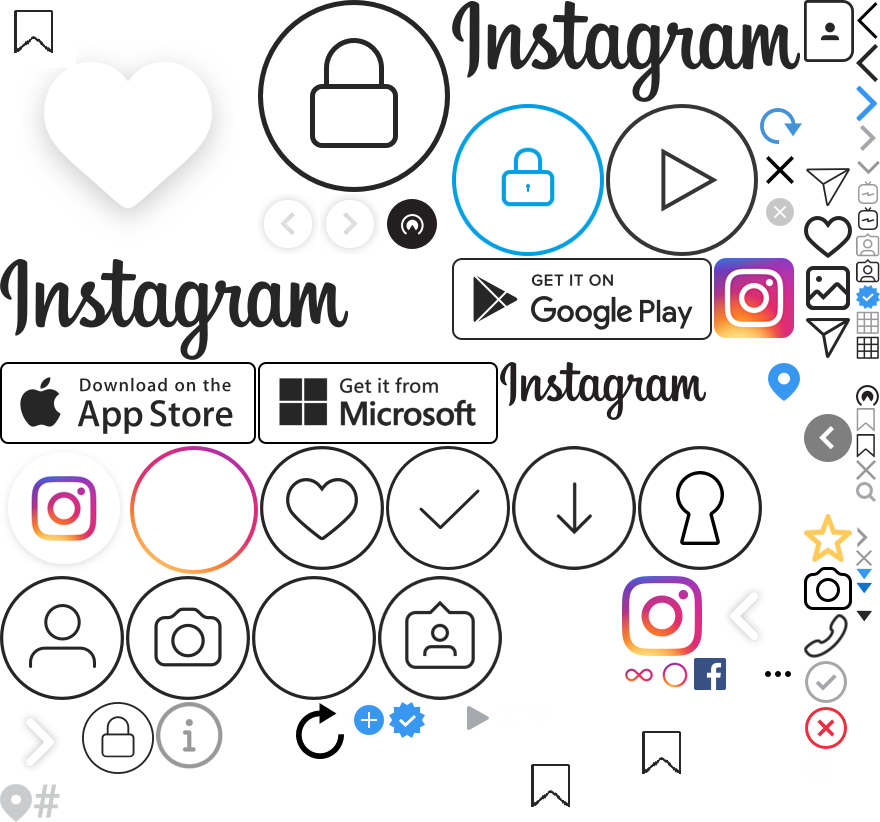 Instagram
Instagram
GET IT ON
Google Play
Download on the
App Store
Get it from
Microsoft
Instagram
f
#